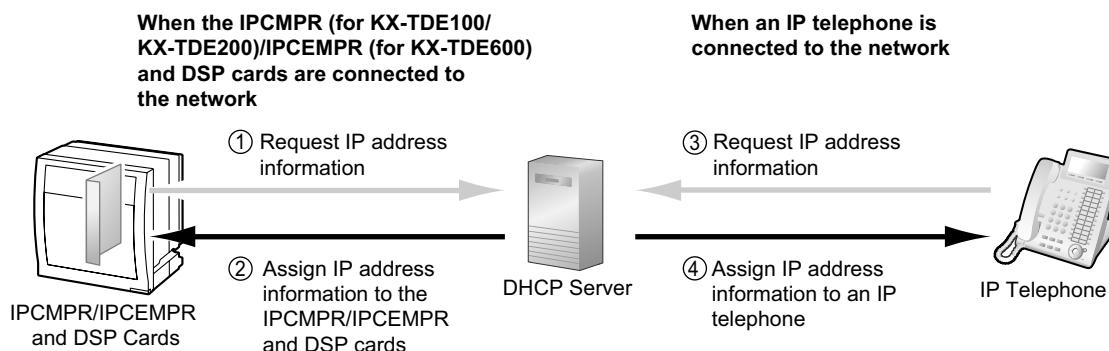 When the IPCMPR (for KX-TDE100/
KX-TDE200)/IPCEMPR (for KX-TDE600)
and DSP cards are connected to
the network
When an IP telephone is
connected to the network
① Request IP address
information
③ Request IP address
information
② Assign IP address
information to the
IPCMPR/IPCEMPR
and DSP cards
④ Assign IP address
information to an IP
telephone
IPCMPR/IPCEMPR
and DSP Cards
DHCP Server
IP Telephone